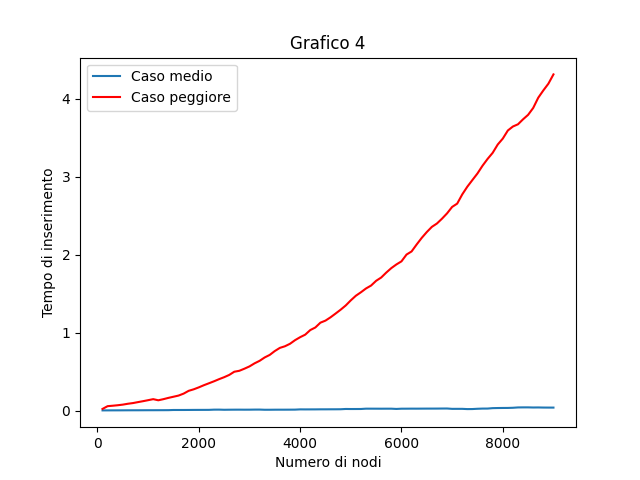 Grafico 4
Caso medio
Caso peggiore
Tempo di inserimento
4
3
2
1
0
0 2000 4000 6000 8000
Numero di nodi